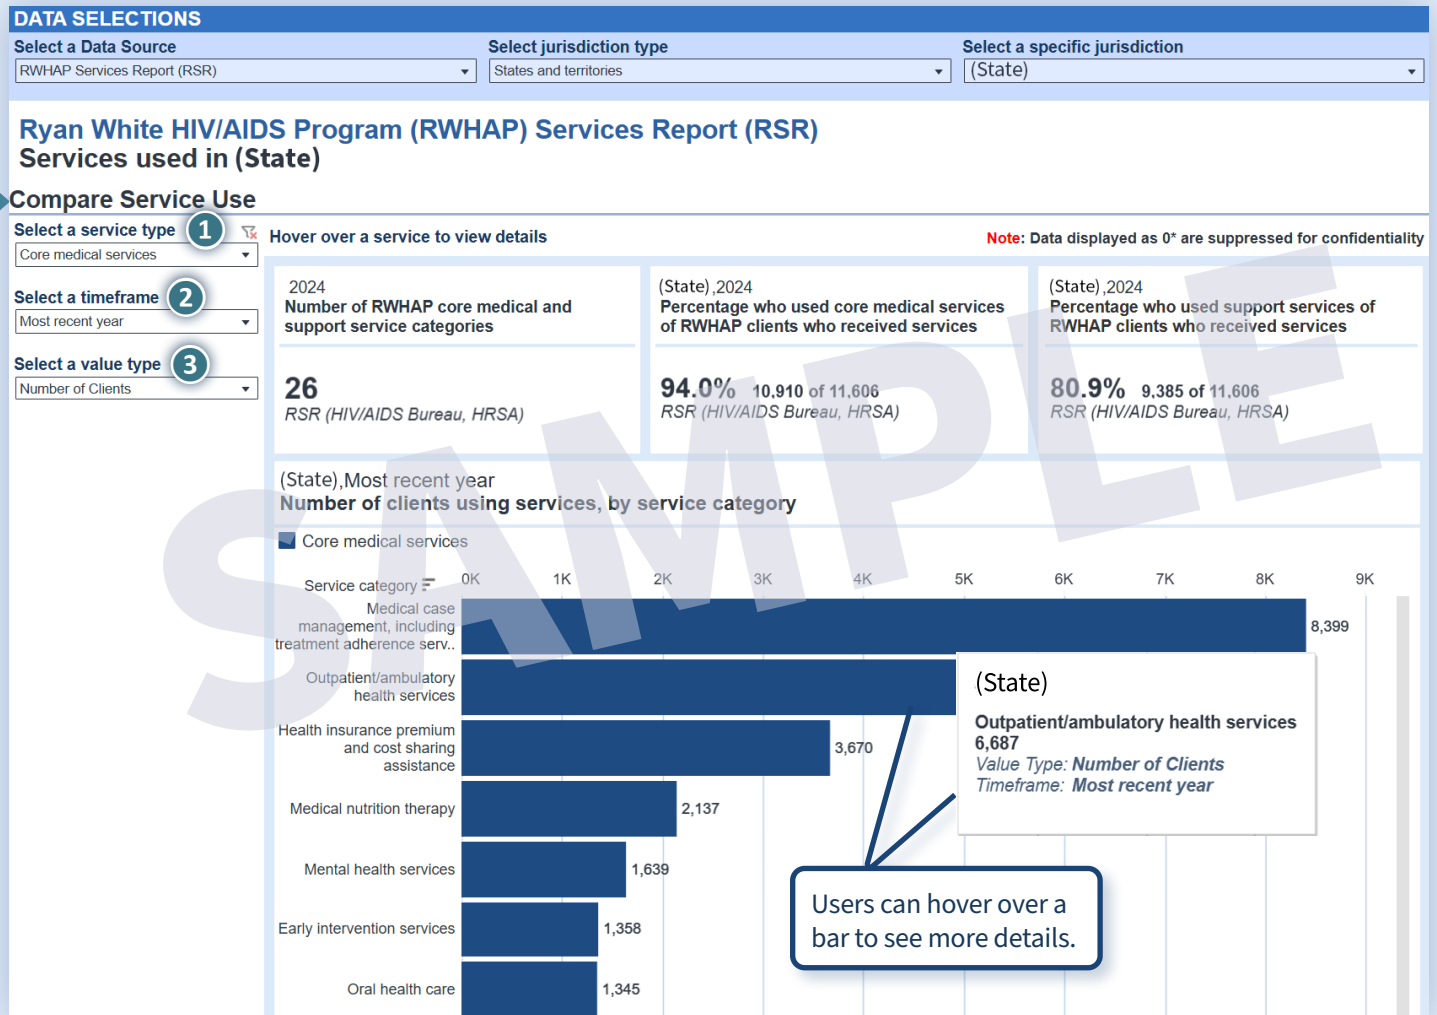 DATA SELECTIONS
Select a Data Source
Select jurisdiction type
Select a specific jurisdiction
RWHAP Services Report (RSR)
States and territories
(State)
Ryan White HIV/AIDS Program (RWHAP) Services Report (RSR)
Services used in (State)
Compare Service Use
Select a service type
1
Core medical services
Select a timeframe
2
Most recent year
Select a value type
3
Number of Clients
Hover over a service to view details
Note: Data displayed as 0* are suppressed for confidentiality
2024
Number of RWHAP core medical and
support service categories
26
RSR (HIV/AIDS Bureau, HRSA)
(State),2024
Percentage who used core medical services
of RWHAP clients who received services
94.0% 10,910 of 11,606
RSR (HIV/AIDS Bureau, HRSA)
(State),2024
Percentage who used support services of
RWHAP clients who received services
80.9% 9,385 of 11,606
RSR (HIV/AIDS Bureau, HRSA)
(State),Most recent year
Number of clients using services, by service category
Core medical services
Service category
0K 1K 2K 3K 4K 5K 6K 7K 8K 9K
Medical case
management, including
treatment adherence serv..
8,399
Outpatient/ambulatory
health services
Health insurance premium
and cost sharing
assistance
3,670
Medical nutrition therapy
2,137
Mental health services
1,639
Early intervention services
1,358
Oral health care
1,345
(State)
Outpatient/ambulatory health services
6,687
Value Type: Number of Clients
Timeframe: Most recent year
Users can hover over a
bar to see more details.
SAMPLE